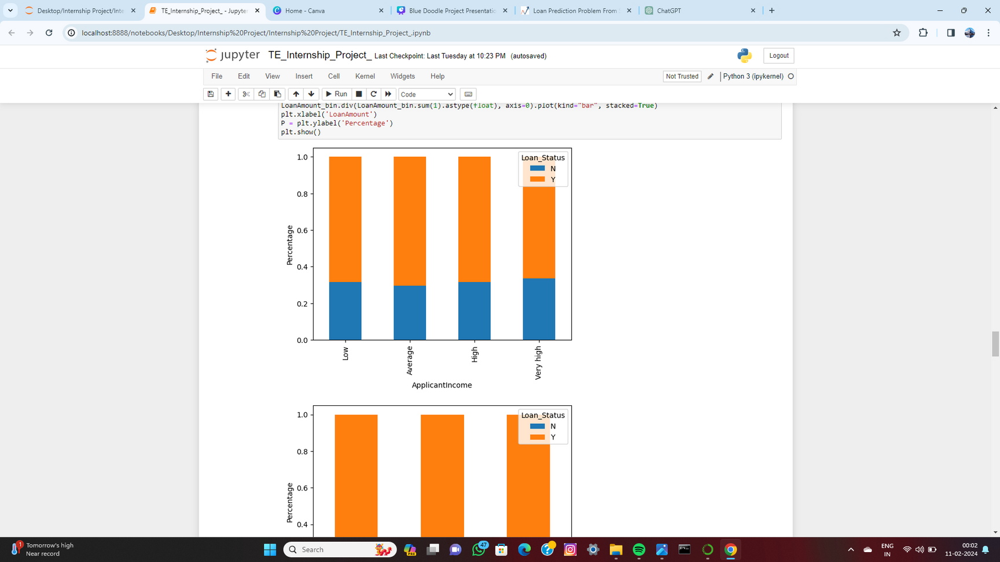 Desktop/Internship Project/Inte
TE_Internship_Project_ - Jupyte
Home - Canva
Blue Doodle Project Presentatio
Loan Prediction Problem From
ChatGPT
localhost:8888/notebooks/Desktop/Internship%20Project/Internship%20Project/TE_Internship_Project_.ipynb
jupyter TE_Internship_Project_ Last Checkpoint: Last Tuesday at 10:23 PM (autosaved)
Logout
File Edit View Insert Cell Kernel Widgets Help
Not Trusted
Python 3 (ipykernel)
Run
Code
LoanAmount_bin.div(LoanAmount_bin.sum(1).astype(float), axis=0).plot(kind="bar", stacked=True)
plt.xlabel('LoanAmount')
P = plt.ylabel('Percentage')
plt.show()
Loan_Status
N
Y
1.0
0.8
0.6
0.4
0.2
0.0
Percentage
Low
Average
High
Very high
ApplicantIncome
Loan_Status
N
Y
1.0
0.8
0.6
0.4
Percentage
1
Tomorrow's high
Near record
Search
PRE
47
ENG
IN
00:02
11-02-2024